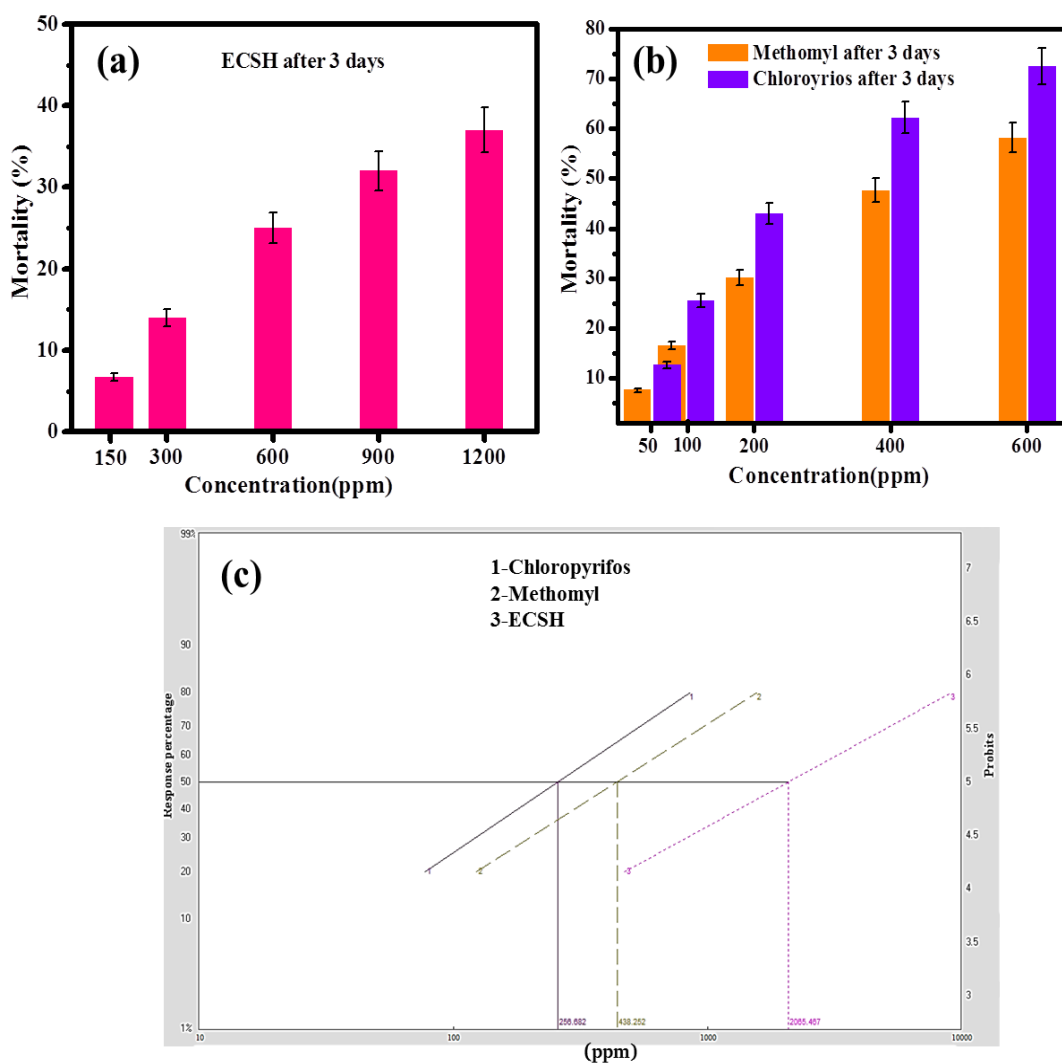 (a)
ECSH after 3 days
50
40
30
20
10
0
Mortality (%)
150 300 600 900 1200
Concentration(ppm)
(b)
Methomyl after 3 days
Chloroyrios after 3 days
80
70
60
50
40
30
20
10
Mortality (%)
50 100 200 400 600
Concentration(ppm)
(c)
1-Chloropyrifos
2-Methomyl
3-ECSH
99%
90
80
70
60
50
40
30
20
10
1%
Response percentage
7
6.5
6
5.5
5
4.5
4
3.5
3
Probits
1
2
3
1
2
3
256.682
438.252
2065.467
10 100 1000 10000
(ppm)